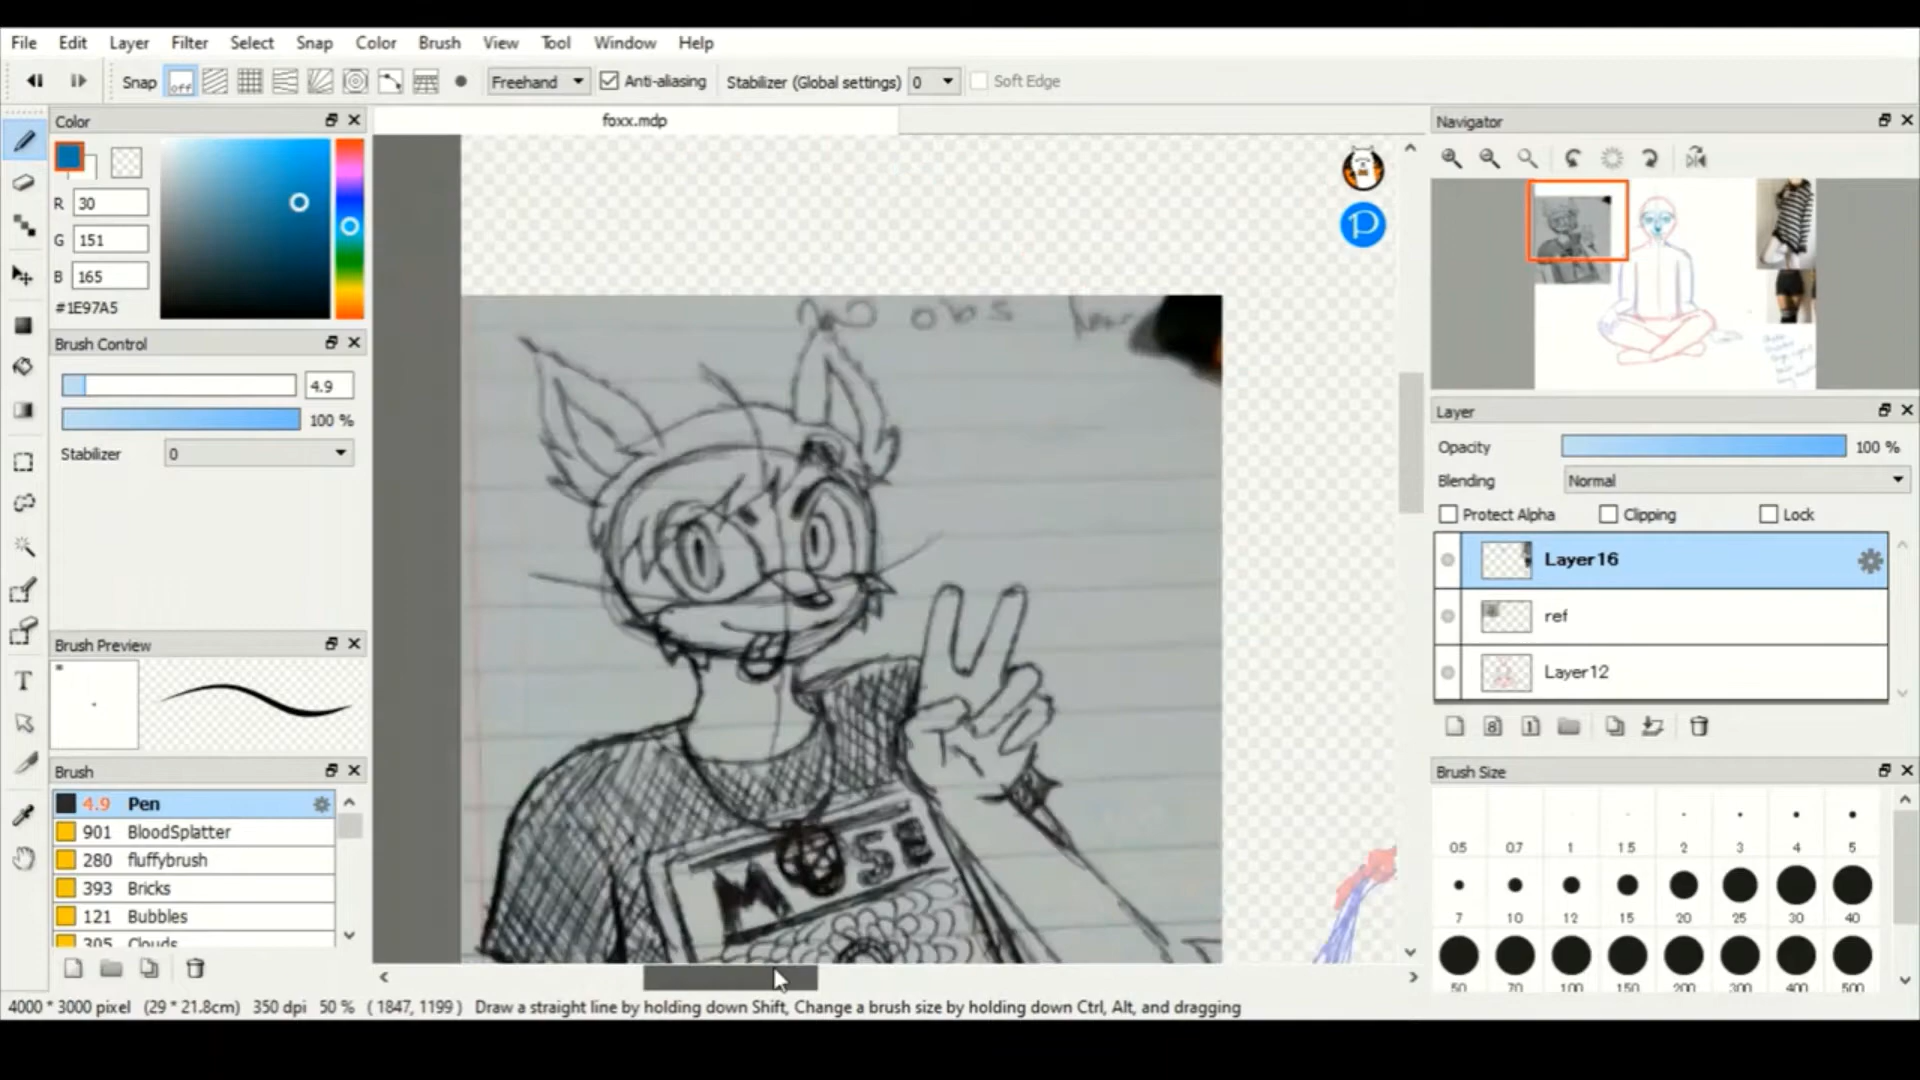 File Edit Layer Filter Select Snap Color Brush View Tool Window Help
Snap off Freehand Anti-aliasing Stabilizer (Global settings) 0 Soft Edge
Color
foxx.mdp
Navigator
R 30
G 151
B 165
#1E97A5
Brush Control
4.9
100 %
Stabilizer 0
Brush Preview
Brush
4.9 Pen
901 BloodSplatter
280 fluffybrush
393 Bricks
121 Bubbles
305 Clouds
No obs
MOSE
P
Layer
Opacity 100 %
Blending Normal
Protect Alpha Clipping Lock
Layer16
ref
Layer12
8 1
Brush Size
0.5 0.7 1 1.5 2 3 4 5
7 10 12 15 20 25 30 40
50 70 100 150 200 300 400 500
T
4000 * 3000 pixel (29 * 21.8cm) 350 dpi 50 % ( 1847, 1199 ) Draw a straight line by holding down Shift, Change a brush size by holding down Ctrl, Alt, and dragging